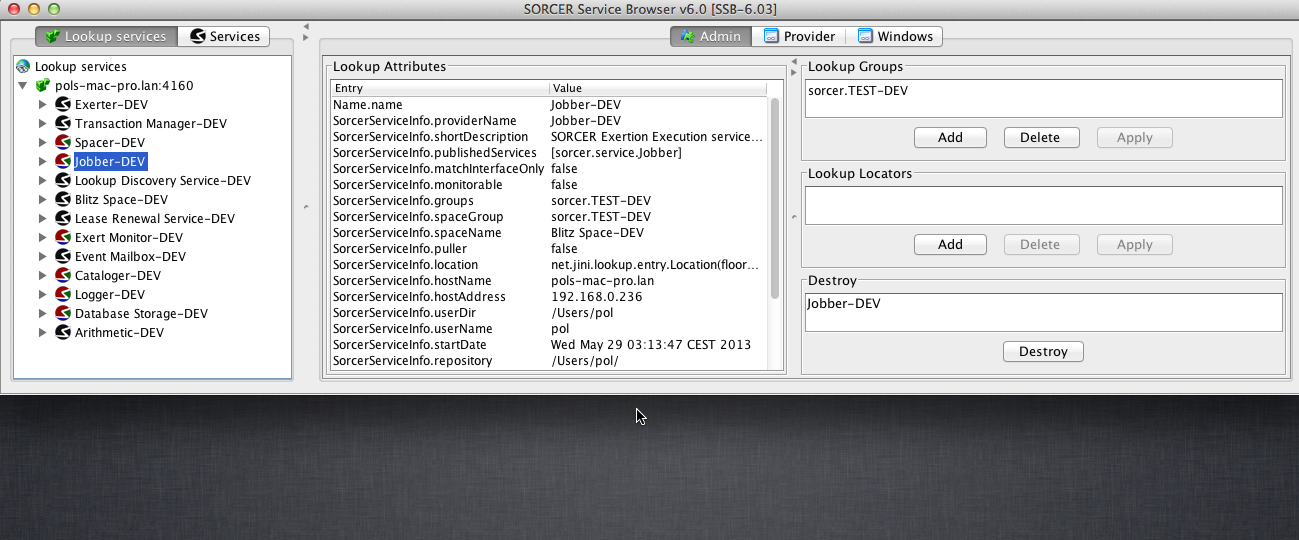 SORCER Service Browser v6.0 [SSB-6.03]
Lookup services
Services
Admin
Provider
Windows
Lookup services
pols-mac-pro.lan:4160
Exerter-DEV
Transaction Manager-DEV
Spacer-DEV
Jobber-DEV
Lookup Discovery Service-DEV
Blitz Space-DEV
Lease Renewal Service-DEV
Exert Monitor-DEV
Event Mailbox-DEV
Cataloger-DEV
Logger-DEV
Database Storage-DEV
Arithmetic-DEV
Lookup Attributes
Entry Value
Name.name Jobber-DEV
SorcerServiceInfo.providerName Jobber-DEV
SorcerServiceInfo.shortDescription SORCER Exertion Execution service...
SorcerServiceInfo.publishedServices [sorcer.service.Jobber]
SorcerServiceInfo.matchInterfaceOnly false
SorcerServiceInfo.monitorable false
SorcerServiceInfo.groups sorcer.TEST-DEV
SorcerServiceInfo.spaceGroup sorcer.TEST-DEV
SorcerServiceInfo.spaceName Blitz Space-DEV
SorcerServiceInfo.puller false
SorcerServiceInfo.location net.jini.lookup.entry.Location(floor...
SorcerServiceInfo.hostName pols-mac-pro.lan
SorcerServiceInfo.hostAddress 192.168.0.236
SorcerServiceInfo.userDir /Users/pol
SorcerServiceInfo.userName pol
SorcerServiceInfo.startDate Wed May 29 03:13:47 CEST 2013
SorcerServiceInfo.repository /Users/pol/
Lookup Groups
sorcer.TEST-DEV
Add Delete Apply
Lookup Locators
Add Delete Apply
Destroy
Jobber-DEV
Destroy